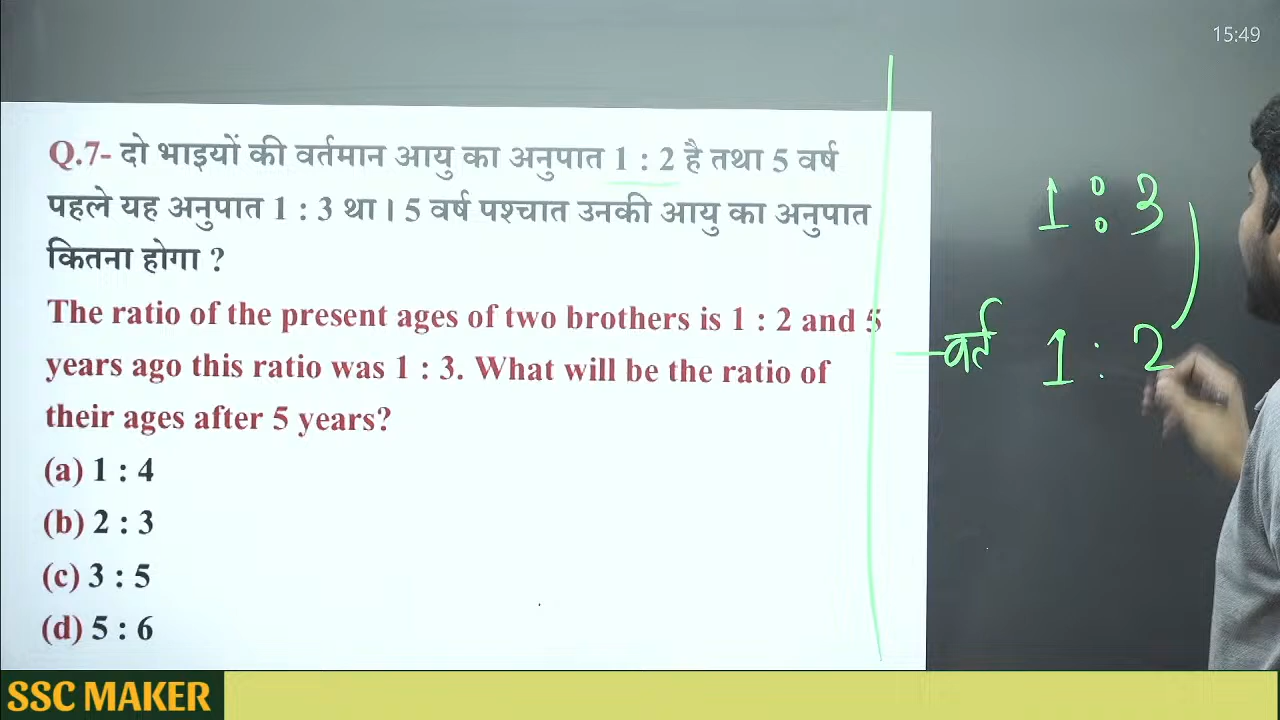 15:49
Q.7- दो भाइयों की वर्तमान आयु का अनुपात 1 : 2 है तथा 5 वर्ष
पहले यह अनुपात 1 : 3 था । 5 वर्ष पश्चात उनकी आयु का अनुपात
कितना होगा ?
The ratio of the present ages of two brothers is 1 : 2 and 5
years ago this ratio was 1 : 3. What will be the ratio of
their ages after 5 years?
(a) 1 : 4
(b) 2 : 3
(c) 3 : 5
(d) 5 : 6
1 : 3
वर्त 1 : 2
SSC MAKER